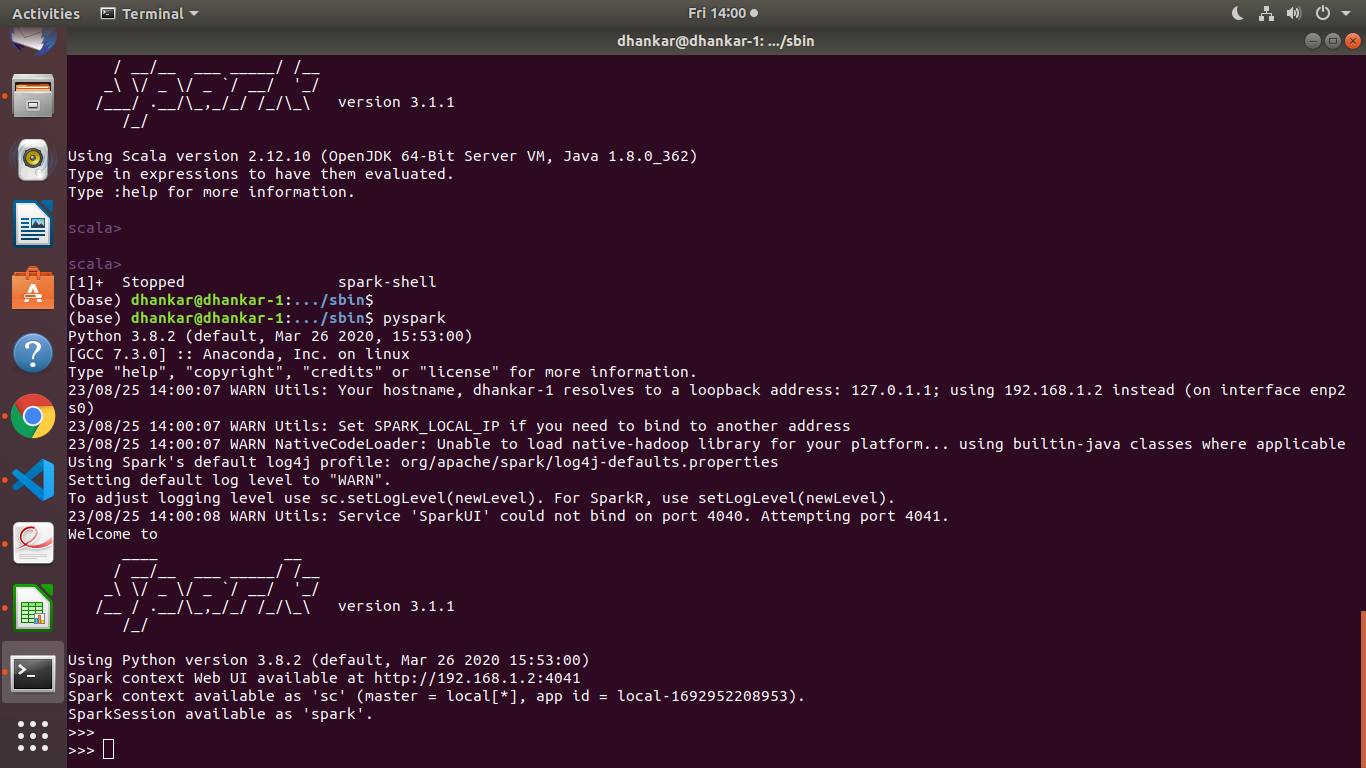 Activities Terminal Fri 14:00
dhankar@dhankar-1: .../sbin
    / __/__  ___ _____/ /__
    _\ \/ _ \/ _ `/ __/  '_/
   /___/ .__/\_,_/_/ /_/\_\   version 3.1.1
      /_/
Using Scala version 2.12.10 (OpenJDK 64-Bit Server VM, Java 1.8.0_362)
Type in expressions to have them evaluated.
Type :help for more information.
scala>
scala>
[1]+  Stopped                 spark-shell
(base) dhankar@dhankar-1:.../sbin$
(base) dhankar@dhankar-1:.../sbin$ pyspark
Python 3.8.2 (default, Mar 26 2020, 15:53:00)
[GCC 7.3.0] :: Anaconda, Inc. on linux
Type "help", "copyright", "credits" or "license" for more information.
23/08/25 14:00:07 WARN Utils: Your hostname, dhankar-1 resolves to a loopback address: 127.0.1.1; using 192.168.1.2 instead (on interface enp2
s0)
23/08/25 14:00:07 WARN Utils: Set SPARK_LOCAL_IP if you need to bind to another address
23/08/25 14:00:07 WARN NativeCodeLoader: Unable to load native-hadoop library for your platform... using builtin-java classes where applicable
Using Spark's default log4j profile: org/apache/spark/log4j-defaults.properties
Setting default log level to "WARN".
To adjust logging level use sc.setLogLevel(newLevel). For SparkR, use setLogLevel(newLevel).
23/08/25 14:00:08 WARN Utils: Service 'SparkUI' could not bind on port 4040. Attempting port 4041.
Welcome to
      ____              __
     / __/__  ___ _____/ /__
    _\ \/ _ \/ _ `/ __/  '_/
   /__ / .__/\_,_/_/ /_/\_\   version 3.1.1
      /_/
Using Python version 3.8.2 (default, Mar 26 2020 15:53:00)
Spark context Web UI available at http://192.168.1.2:4041
Spark context available as 'sc' (master = local[*], app id = local-1692952208953).
SparkSession available as 'spark'.
>>>
>>>